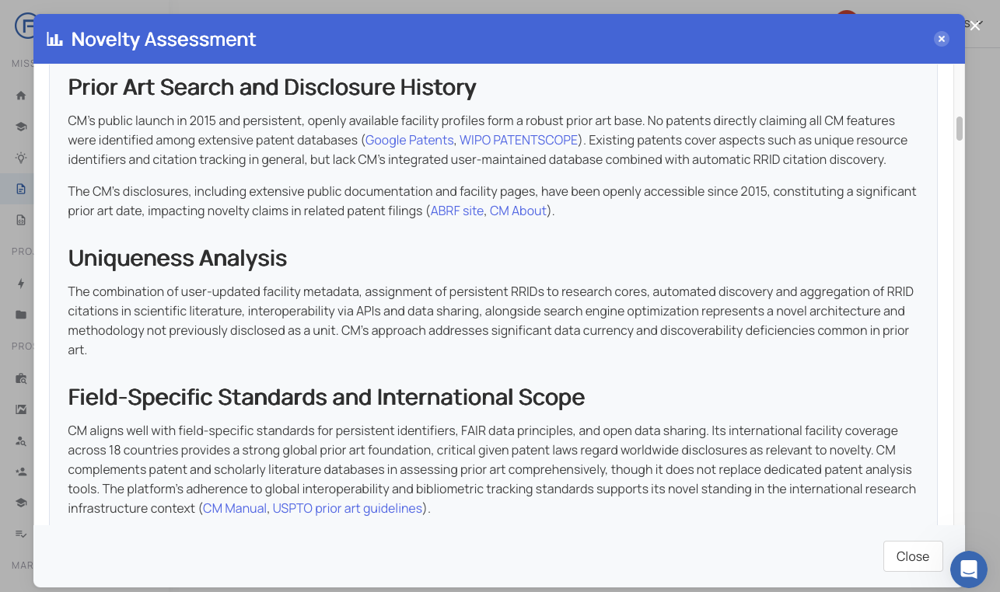 Novelty Assessment
MISS
PROJ
PROS
MAR
Prior Art Search and Disclosure History
CM's public launch in 2015 and persistent, openly available facility profiles form a robust prior art base. No patents directly claiming all CM features
were identified among extensive patent databases (Google Patents, WIPO PATENTSCOPE). Existing patents cover aspects such as unique resource
identifiers and citation tracking in general, but lack CM's integrated user-maintained database combined with automatic RRID citation discovery.
The CM's disclosures, including extensive public documentation and facility pages, have been openly accessible since 2015, constituting a significant
prior art date, impacting novelty claims in related patent filings (ABRF site, CM About).
Uniqueness Analysis
The combination of user-updated facility metadata, assignment of persistent RRIDs to research cores, automated discovery and aggregation of RRID
citations in scientific literature, interoperability via APIs and data sharing, alongside search engine optimization represents a novel architecture and
methodology not previously disclosed as a unit. CM's approach addresses significant data currency and discoverability deficiencies common in prior
art.
Field-Specific Standards and International Scope
CM aligns well with field-specific standards for persistent identifiers, FAIR data principles, and open data sharing. Its international facility coverage
across 18 countries provides a strong global prior art foundation, critical given patent laws regard worldwide disclosures as relevant to novelty. CM
complements patent and scholarly literature databases in assessing prior art comprehensively, though it does not replace dedicated patent analysis
tools. The platform's adherence to global interoperability and bibliometric tracking standards supports its novel standing in the international research
infrastructure context (CM Manual, USPTO prior art guidelines).
Close